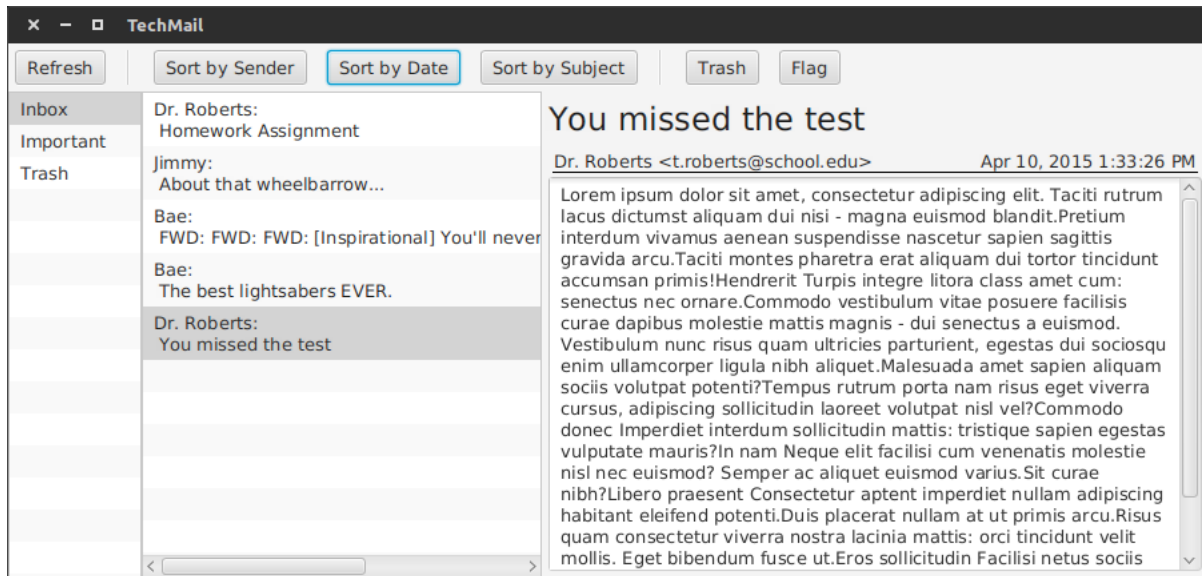 TechMail
Refresh Sort by Sender Sort by Date Sort by Subject Trash Flag
Inbox
Important
Trash
Dr. Roberts:
Homework Assignment
Jimmy:
About that wheelbarrow...
Bae:
FWD: FWD: FWD: [Inspirational] You'll never
Bae:
The best lightsabers EVER.
Dr. Roberts:
You missed the test
You missed the test
Dr. Roberts <t.roberts@school.edu> Apr 10, 2015 1:33:26 PM
Lorem ipsum dolor sit amet, consectetur adipiscing elit. Taciti rutrum
lacus dictumst aliquam dui nisi - magna euismod blandit.Pretium
interdum vivamus aenean suspendisse nascetur sapien sagittis
gravida arcu.Taciti montes pharetra erat aliquam dui tortor tincidunt
accumsan primis!Hendrerit Turpis integre litora class amet cum:
senectus nec ornare.Commodo vestibulum vitae posuere facilisis
curae dapibus molestie mattis magnis - dui senectus a euismod.
Vestibulum nunc risus quam ultricies parturient, egestas dui sociosqu
enim ullamcorper ligula nibh aliquet.Malesuada amet sapien aliquam
sociis volutpat potenti?Tempus rutrum porta nam risus eget viverra
cursus, adipiscing sollicitudin laoreet volutpat nisl vel?Commodo
donec Imperdiet interdum sollicitudin mattis: tristique sapien egestas
vulputate mauris?In nam Neque elit facilisi cum venenatis molestie
nisl nec euismod? Semper ac aliquet euismod varius.Sit curae
nibh?Libero praesent Consectetur aptent imperdiet nullam adipiscing
habitant eleifend potenti.Duis placerat nullam at ut primis arcu.Risus
quam consectetur viverra nostra lacinia mattis: orci tincidunt velit
mollis. Eget bibendum fusce ut.Eros sollicitudin Facilisi netus sociis